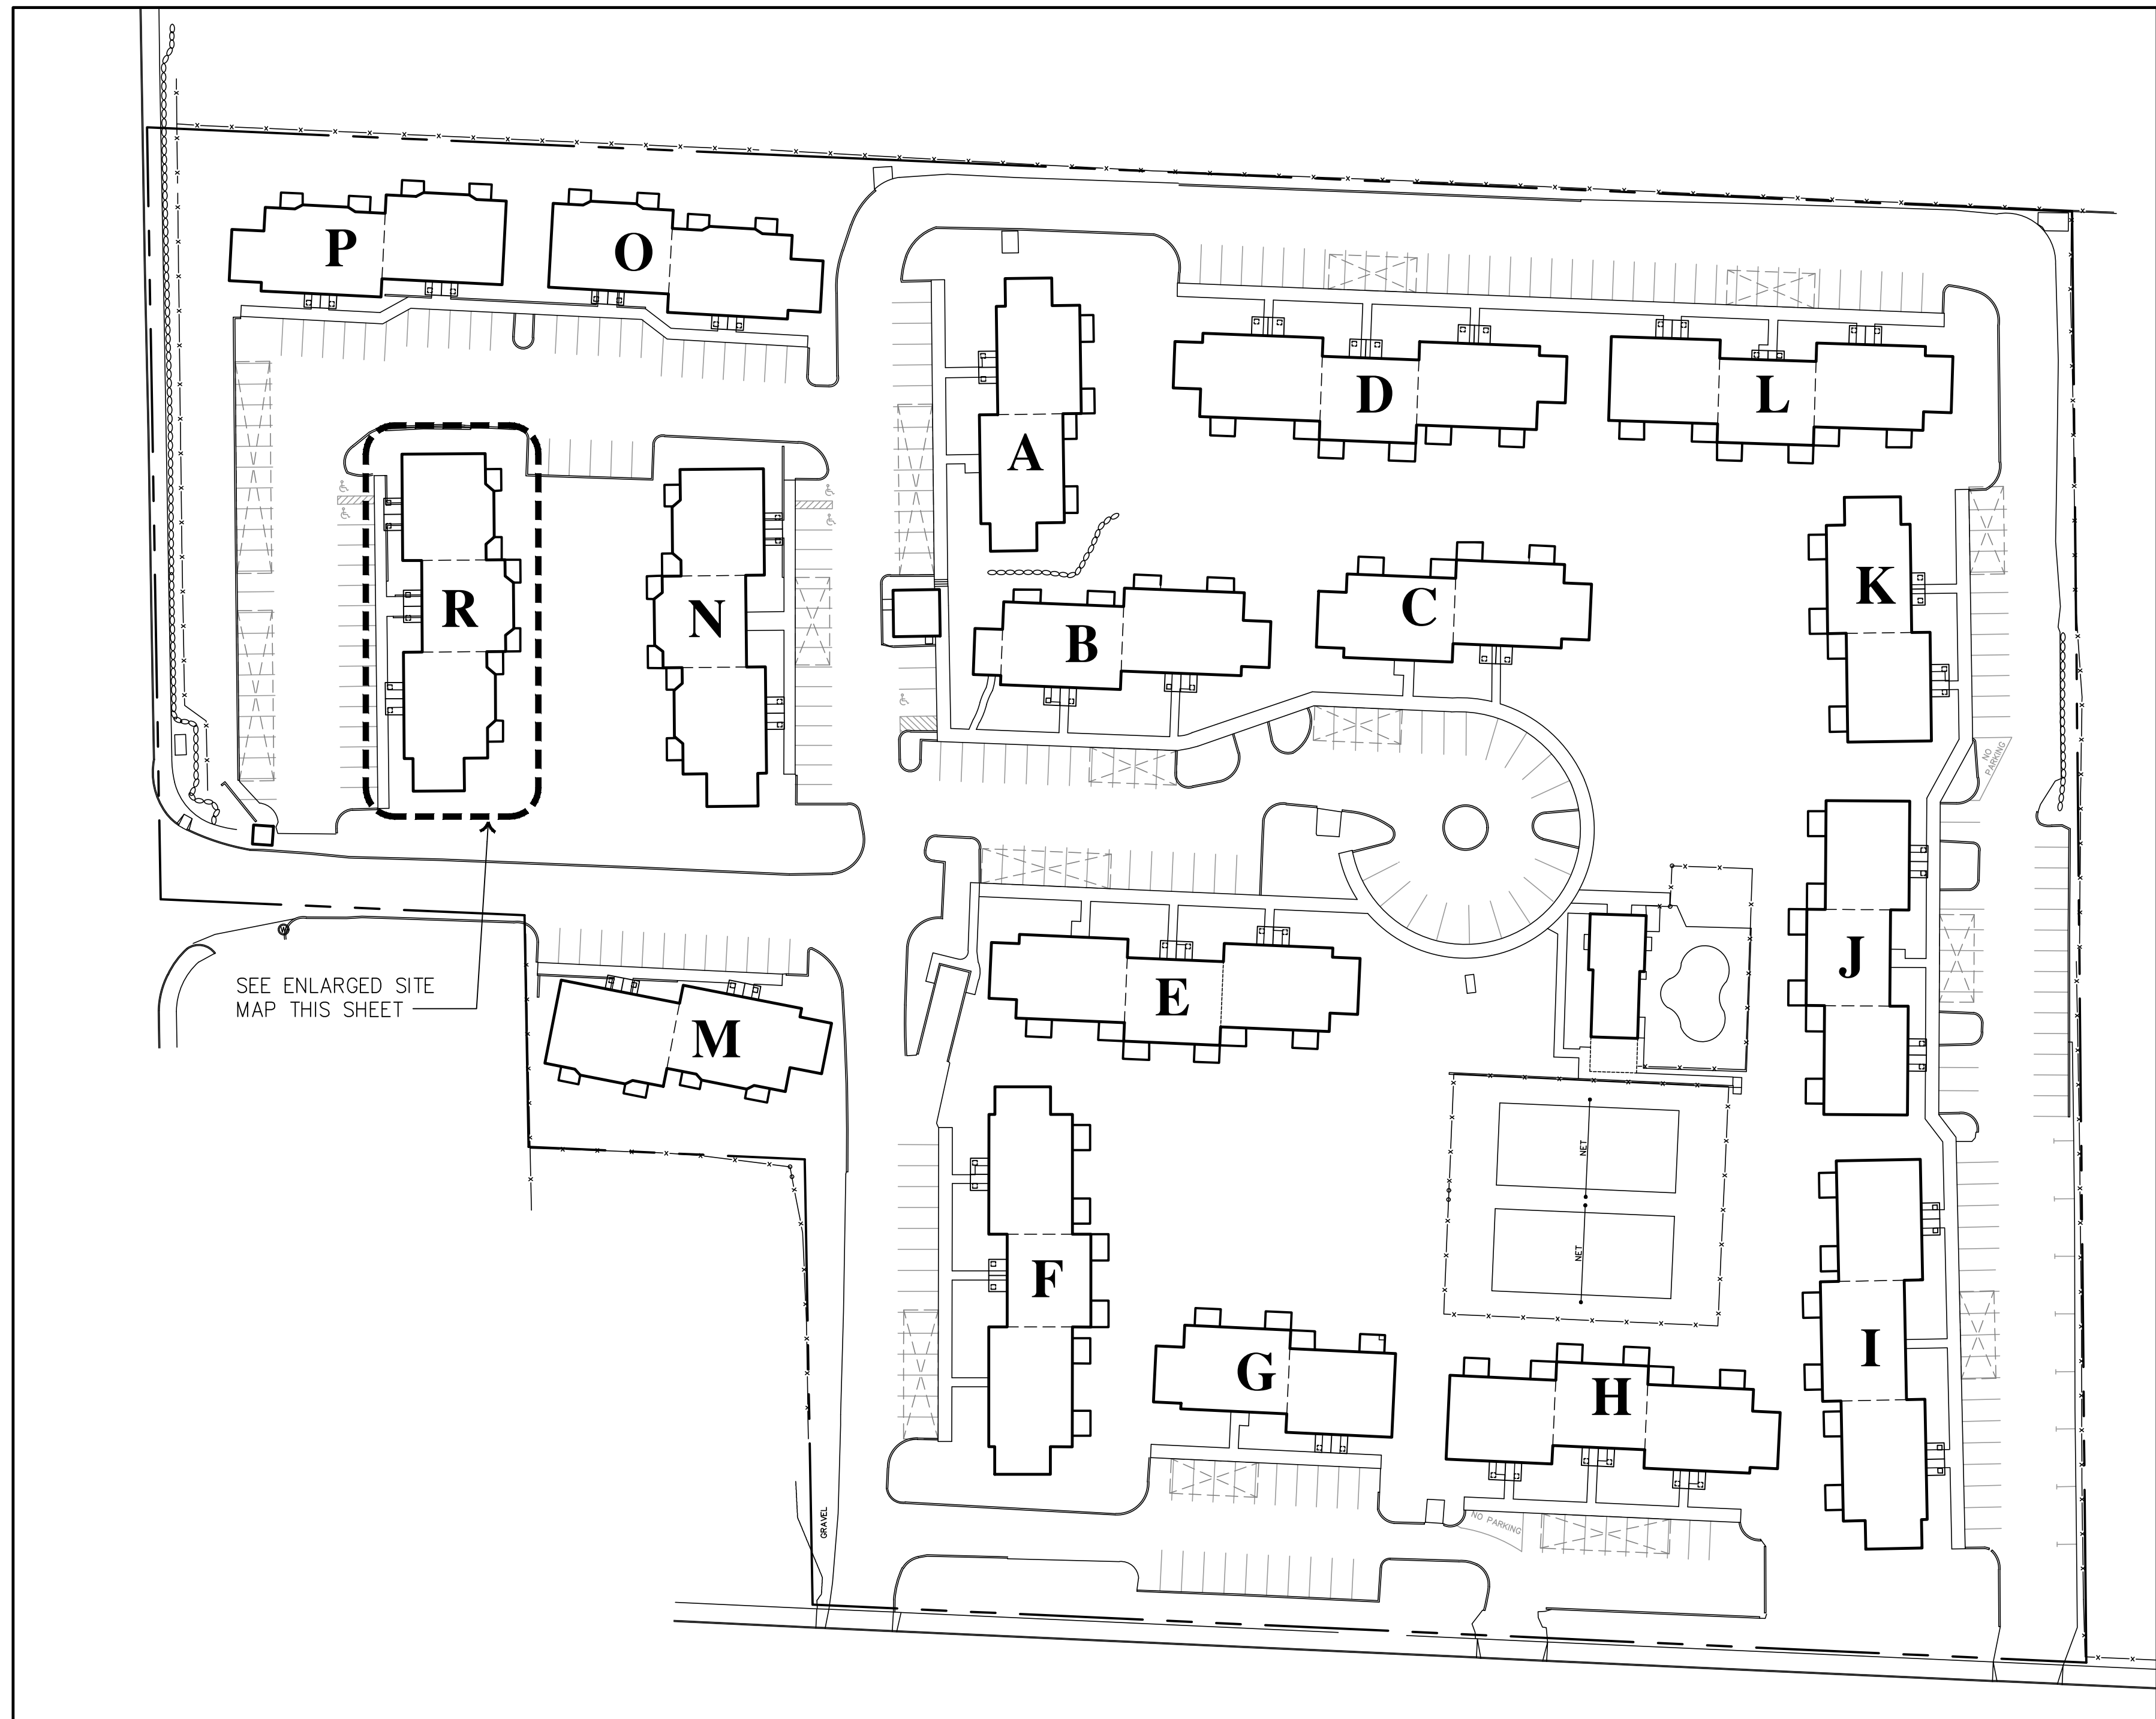 P
O
A
D
L
R
N
B
C
K
NO
PARKING
SEE ENLARGED SITE
MAP THIS SHEET
M
E
J
NET
NET
F
G
H
I
NO PARKING
GRAVEL